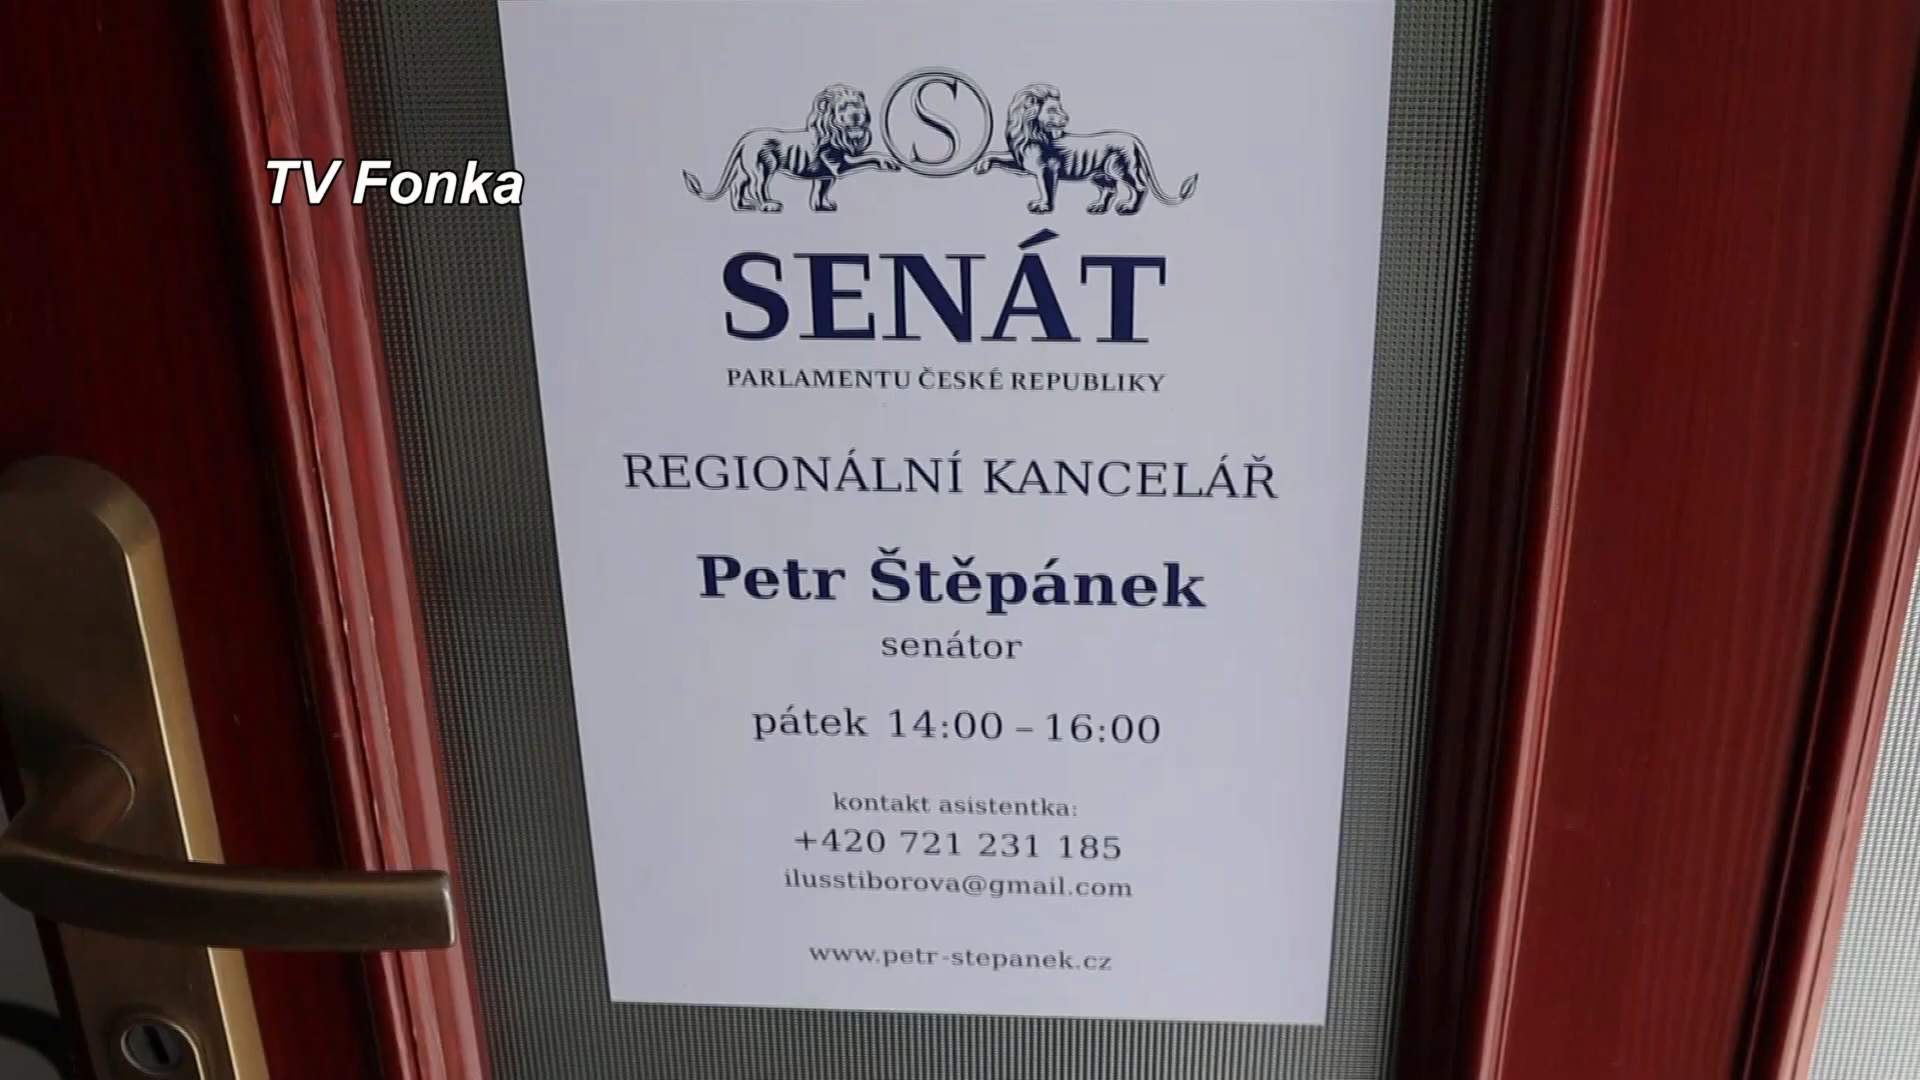 TV Fonka
S
SENÁT
PARLAMENTU ČESKÉ REPUBLIKY
REGIONÁLNÍ KANCELÁŘ
Petr Štěpánek
senátor
pátek 14:00 – 16:00
kontakt asistentka:
+420 721 231 185
ilusstiborova@gmail.com
www.petr-stepanek.cz